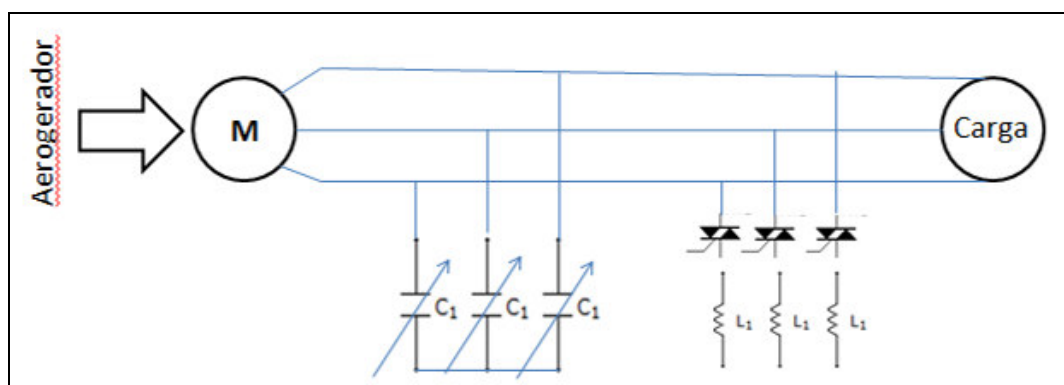 Aerogerador
M
Carga
C₁ C₁ C₁
L₁ L₁ L₁